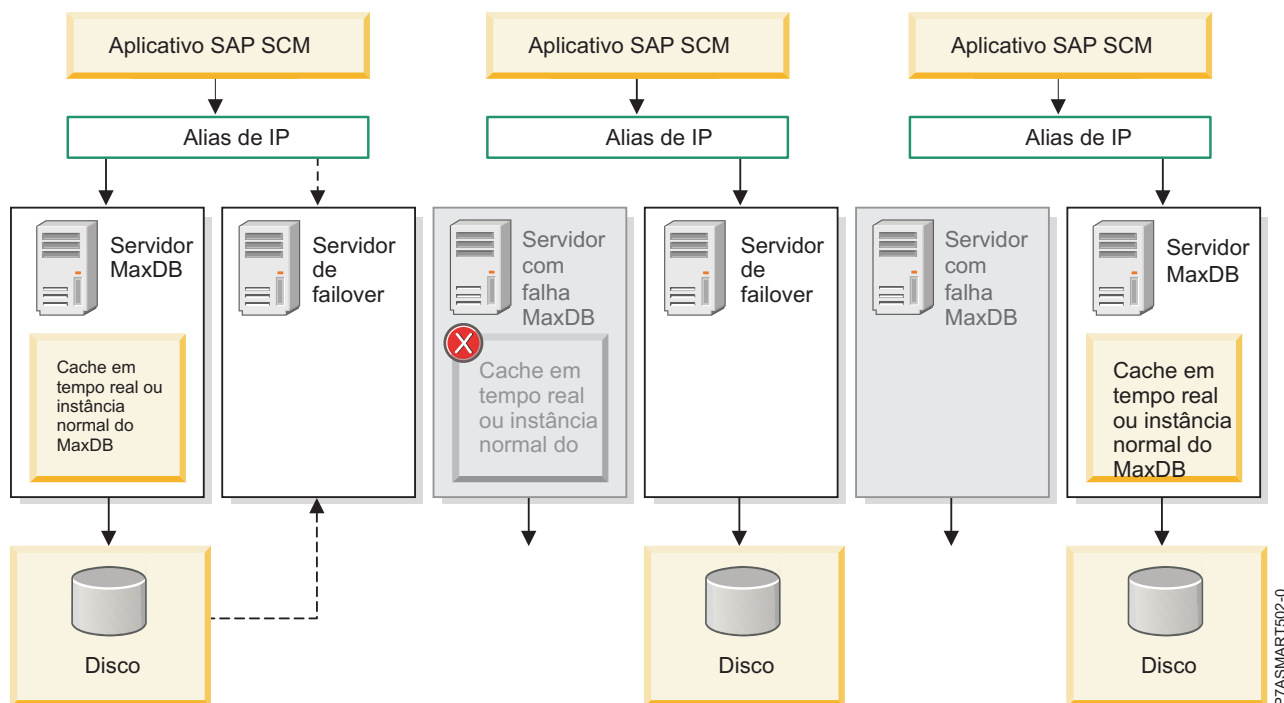 Aplicativo SAP SCM
Aplicativo SAP SCM
Aplicativo SAP SCM
Alias de IP
Alias de IP
Alias de IP
Servidor
MaxDB
Servidor
de
failover
Servidor
com
falha
MaxDB
Servidor
de
failover
Servidor
com
falha
MaxDB
Servidor
MaxDB
Cache em
tempo real ou
instância
normal do
MaxDB
Cache em
tempo real
ou instância
normal do
Cache em
tempo real
ou instância
normal do
MaxDB
Disco
Disco
Disco
P7ASMART502-0